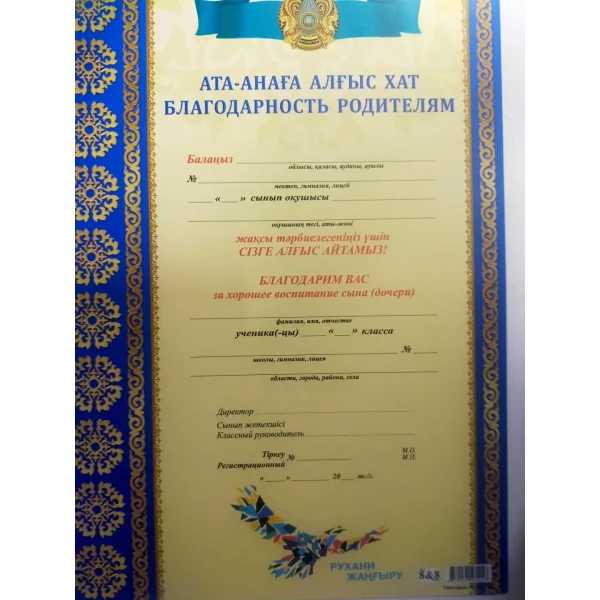 АТА-АНАҒА АЛҒЫС ХАТ
БЛАГОДАРНОСТЬ РОДИТЕЛЯМ
Балаңыз
облысы, қаласы, ауданы, ауылы
№
мектеп, гимназия, лицей
« » сынып оқушысы
оқушының тегі, аты-жөні
жақсы тәрбиелегеніңіз үшін
СІЗГЕ АЛҒЫС АЙТАМЫЗ!
БЛАГОДАРИМ ВАС
за хорошее воспитание сына (дочери)
фамилия, имя, отчество
ученика(-цы) « » класса
№
школы, гимназии, лицея
области, города, района, села
Директор
Сынып жетекшісі
Классный руководитель
Тіркеу №
Регистрационный
М.О.
М.П.
« » 20
РУХАНИ
ЖАҢҒЫРУ
S&S